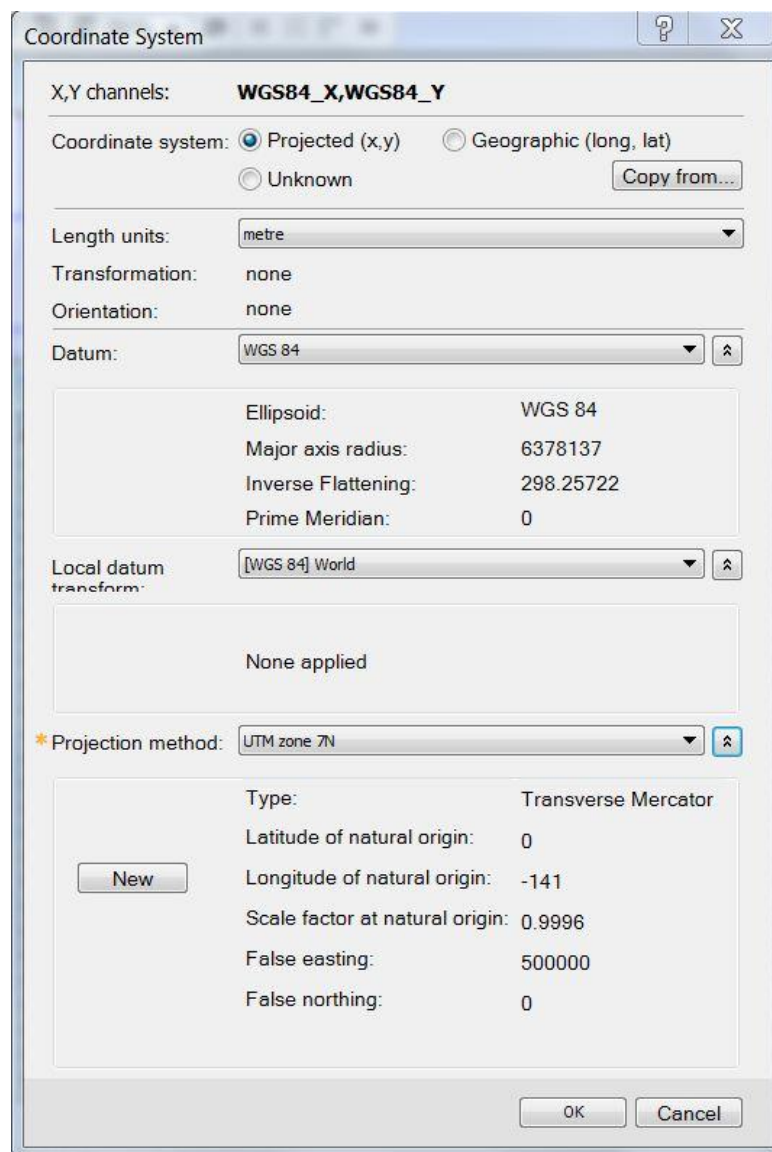 Coordinate System
X,Y channels: WGS84_X,WGS84_Y
Coordinate system: Projected (x,y) Geographic (long, lat)
Unknown Copy from...
Length units: metre
Transformation: none
Orientation: none
Datum: WGS 84
Ellipsoid: WGS 84
Major axis radius: 6378137
Inverse Flattening: 298.25722
Prime Meridian: 0
Local datum [WGS 84] World
transform:
None applied
*Projection method: UTM zone 7N
Type: Transverse Mercator
Latitude of natural origin: 0
New Longitude of natural origin: -141
Scale factor at natural origin: 0.9996
False easting: 500000
False northing: 0
OK Cancel